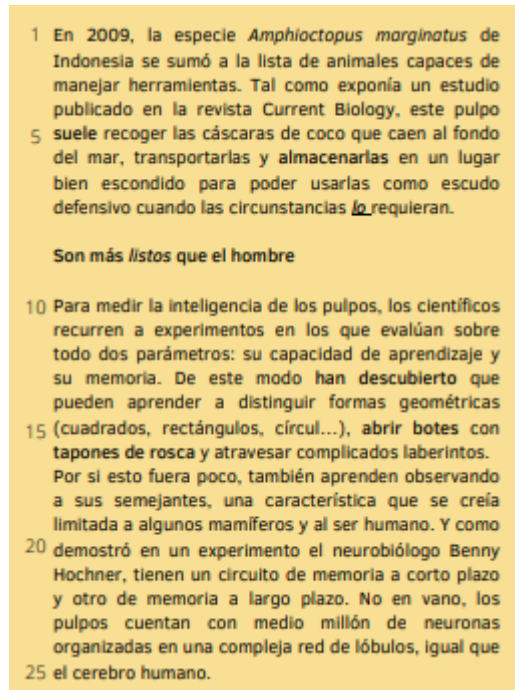 1 En 2009, la especie Amphioctopus marginatus de
Indonesia se sumó a la lista de animales capaces de
manejar herramientas. Tal como exponía un estudio
publicado en la revista Current Biology, este pulpo
5 suele recoger las cáscaras de coco que caen al fondo
del mar, transportarlas y almacenarlas en un lugar
bien escondido para poder usarlas como escudo
defensivo cuando las circunstancias lo requieran.
Son más listos que el hombre
10 Para medir la inteligencia de los pulpos, los científicos
recurren a experimentos en los que evalúan sobre
todo dos parámetros: su capacidad de aprendizaje y
su memoria. De este modo han descubierto que
pueden aprender a distinguir formas geométricas
15 (cuadrados, rectángulos, círcul...), abrir botes con
tapones de rosca y atravesar complicados laberintos.
Por si esto fuera poco, también aprenden observando
a sus semejantes, una característica que se creía
limitada a algunos mamíferos y al ser humano. Y como
20 demostró en un experimento el neurobiólogo Benny
Hochner, tienen un circuito de memoria a corto plazo
y otro de memoria a largo plazo. No en vano, los
pulpos cuentan con medio millón de neuronas
organizadas en una compleja red de lóbulos, igual que
25 el cerebro humano.